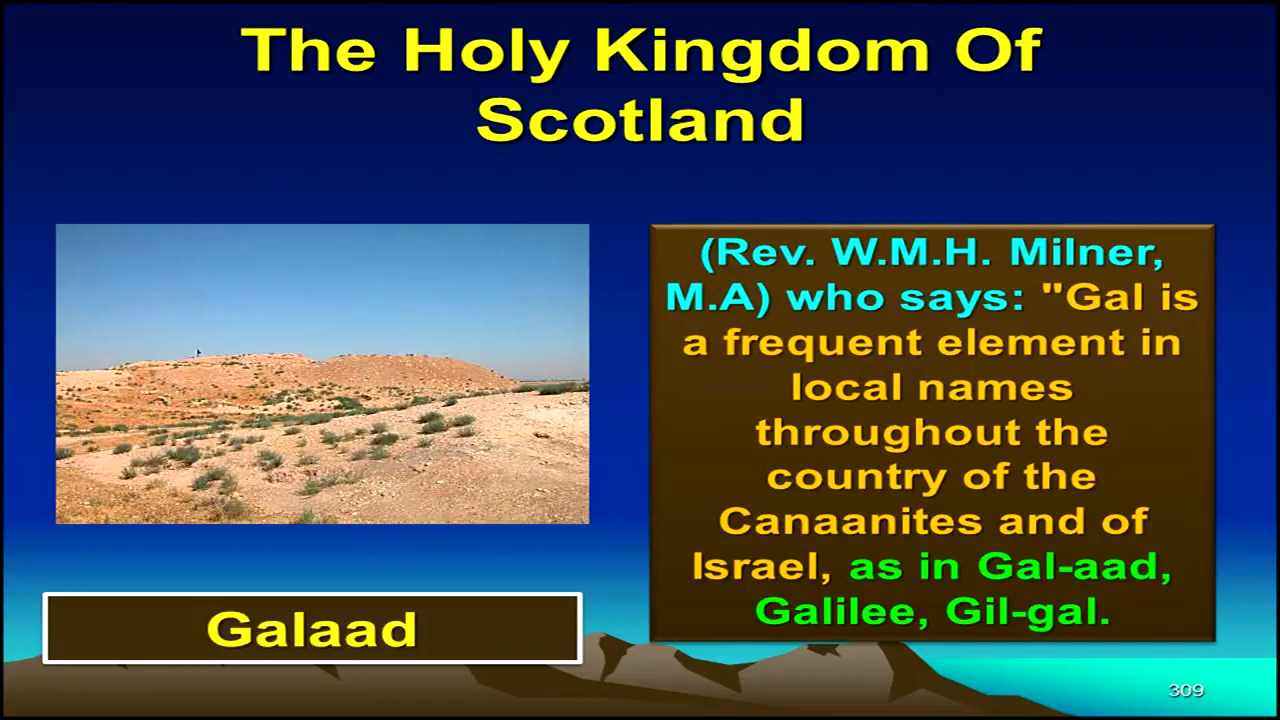 The Holy Kingdom Of
Scotland
(Rev. W.M.H. Milner,
M.A) who says: "Gal is
a frequent element in
local names
throughout the
country of the
Canaanites and of
Israel, as in Gal-aad,
Galilee, Gil-gal.
Galaad
309